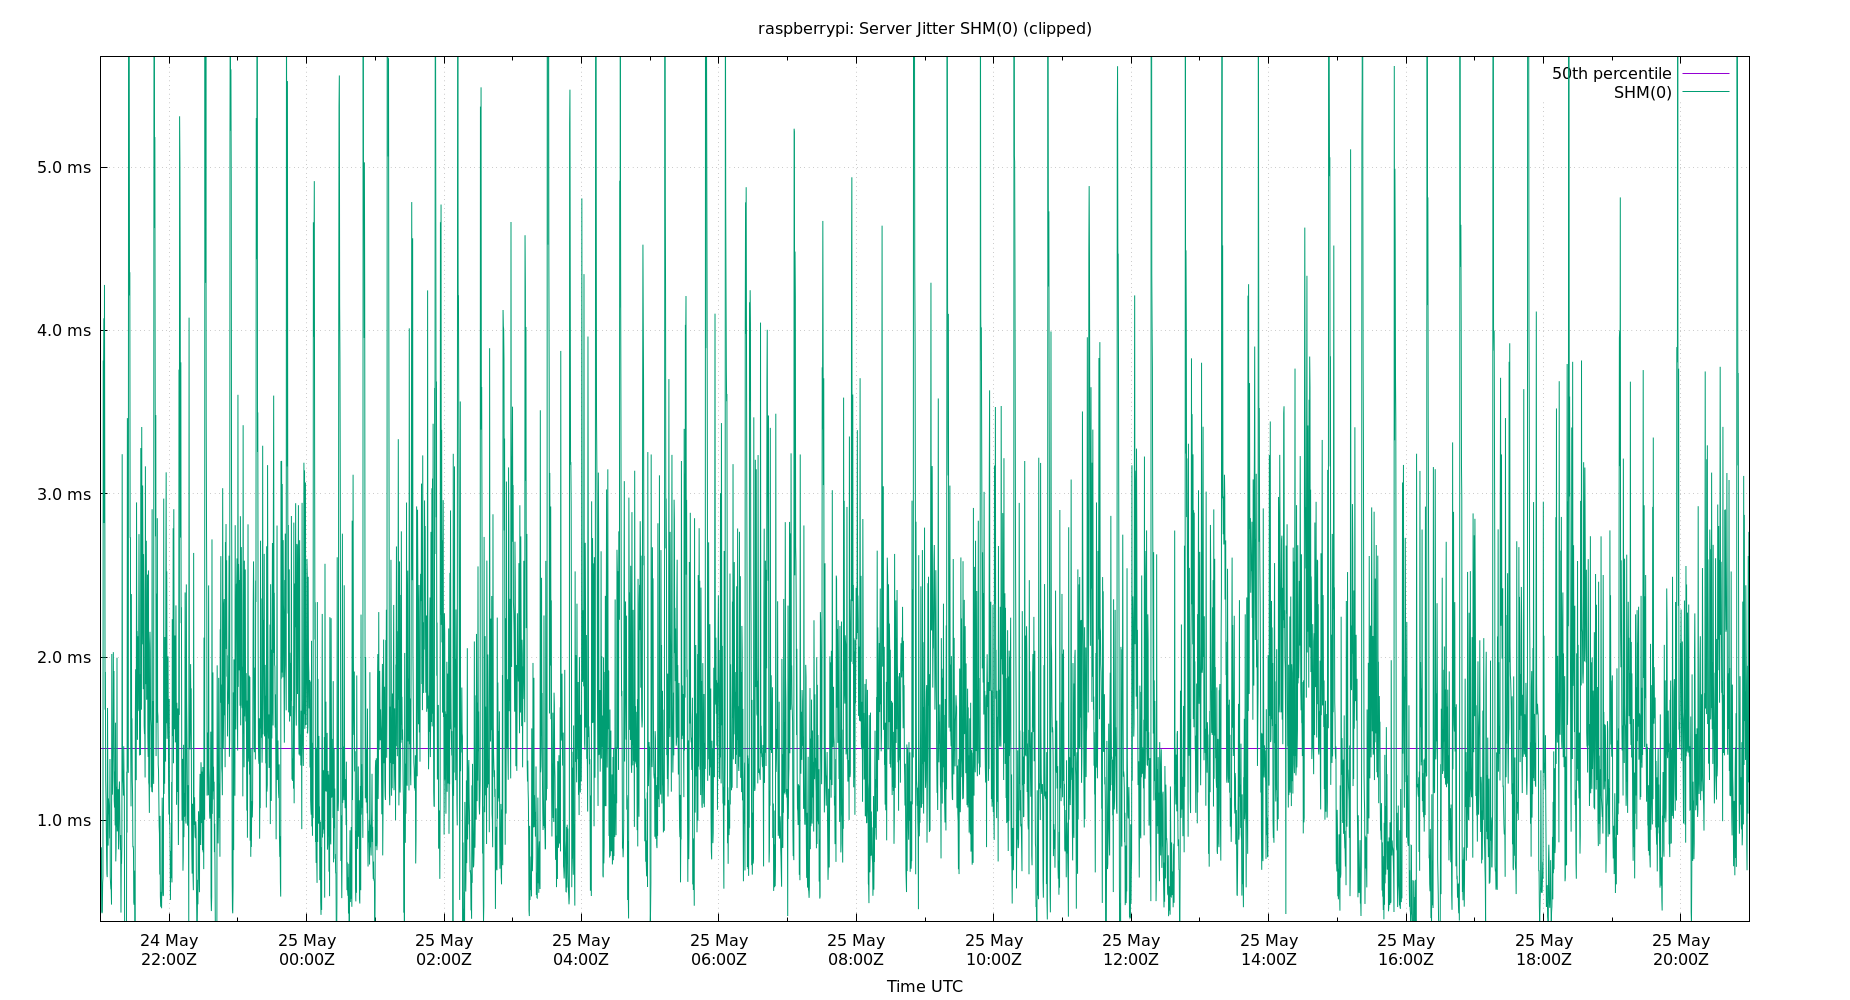 raspberrypi: Server Jitter SHM(0) (clipped)
50th percentile
SHM(0)
5.0 ms
4.0 ms
3.0 ms
2.0 ms
1.0 ms
24 May 25 May 25 May 25 May 25 May 25 May 25 May 25 May 25 May 25 May 25 May 25 May
22:00Z 00:00Z 02:00Z 04:00Z 06:00Z 08:00Z 10:00Z 12:00Z 14:00Z 16:00Z 18:00Z 20:00Z
Time UTC